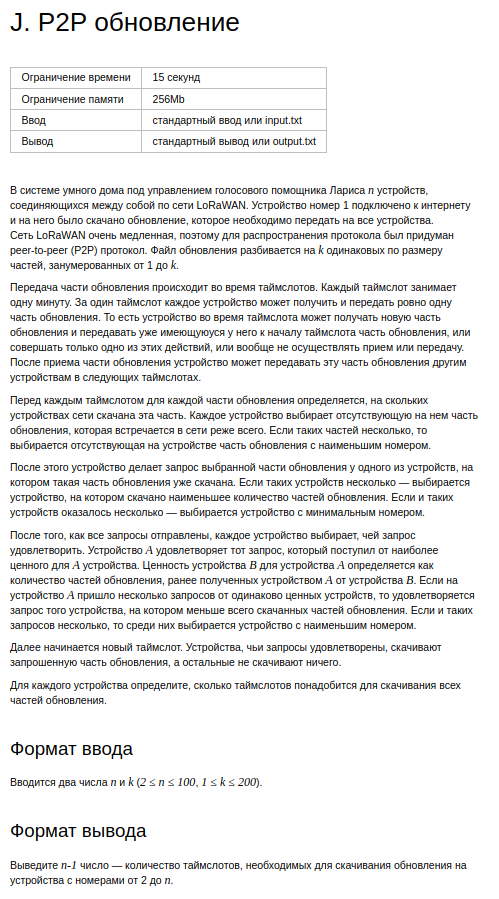 J. P2P обновление
Ограничение времени 15 секунд
Ограничение памяти 256Mb
Ввод стандартный ввод или input.txt
Вывод стандартный вывод или output.txt
В системе умного дома под управлением голосового помощника Лариса n устройств,
соединяющихся между собой по сети LoRaWAN. Устройство номер 1 подключено к интернету
и на него было скачано обновление, которое необходимо передать на все устройства.
Сеть LoRaWAN очень медленная, поэтому для распространения протокола был придуман
peer-to-peer (P2P) протокол. Файл обновления разбивается на k одинаковых по размеру
частей, занумерованных от 1 до k.
Передача части обновления происходит во время таймслотов. Каждый таймслот занимает
одну минуту. За один таймслот каждое устройство может получить и передать ровно одну
часть обновления. То есть устройство во время таймслота может получать новую часть
обновления и передавать уже имеющуюуся у него к началу таймслота часть обновления, или
совершать только одно из этих действий, или вообще не осуществлять прием или передачу.
После приема части обновления устройство может передавать эту часть обновления другим
устройствам в следующих таймслотах.
Перед каждым таймслотом для каждой части обновления определяется, на скольких
устройствах сети скачана эта часть. Каждое устройство выбирает отсутствующую на нем часть
обновления, которая встречается в сети реже всего. Если таких частей несколько, то
выбирается отсутствующая на устройстве часть обновления с наименьшим номером.
После этого устройство делает запрос выбранной части обновления у одного из устройств, на
котором такая часть обновления уже скачана. Если таких устройств несколько — выбирается
устройство, на котором скачано наименьшее количество частей обновления. Если и таких
устройств оказалось несколько — выбирается устройство с минимальным номером.
После того, как все запросы отправлены, каждое устройство выбирает, чей запрос
удовлетворить. Устройство A удовлетворяет тот запрос, который поступил от наиболее
ценного для A устройства. Ценность устройства B для устройства A определяется как
количество частей обновления, ранее полученных устройством A от устройства B. Если на
устройство A пришло несколько запросов от одинаково ценных устройств, то удовлетворяется
запрос того устройства, на котором меньше всего скачанных частей обновления. Если и таких
запросов несколько, то среди них выбирается устройство с наименьшим номером.
Далее начинается новый таймслот. Устройства, чьи запросы удовлетворены, скачивают
запрошенную часть обновления, а остальные не скачивают ничего.
Для каждого устройства определите, сколько таймслотов понадобится для скачивания всех
частей обновления.
Формат ввода
Вводится два числа n и k (2 ≤ n ≤ 100, 1 ≤ k ≤ 200).
Формат вывода
Выведите n-1 число — количество таймслотов, необходимых для скачивания обновления на
устройства с номерами от 2 до n.